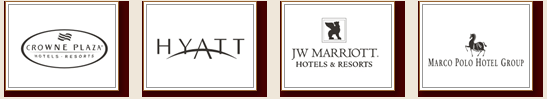 CROWNE PLAZA
HOTELS · RESORTS
HYATT
JW MARRIOTT
HOTELS & RESORTS
MARCO POLO HOTEL GROUP